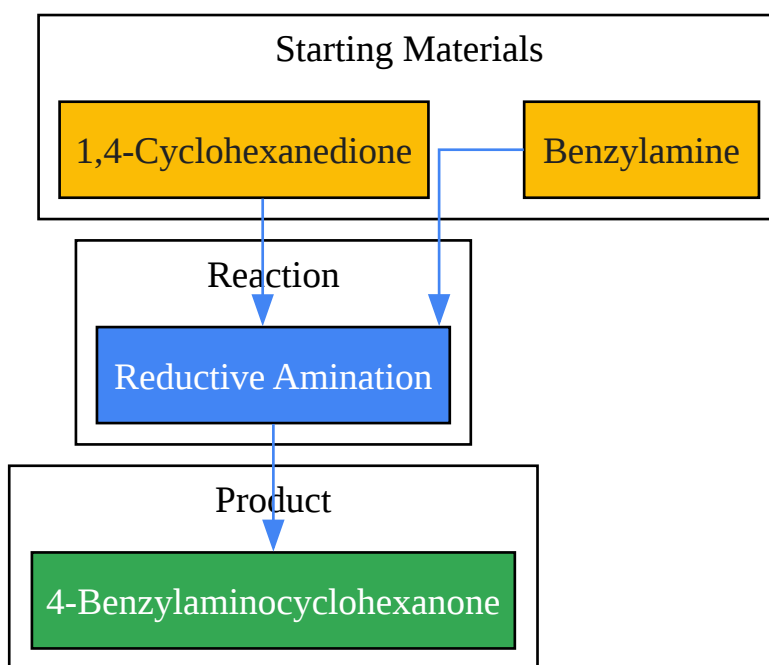 Starting Materials
1,4-Cyclohexanedione
Benzylamine
Reaction
Reductive Amination
Product
4-Benzylaminocyclohexanone